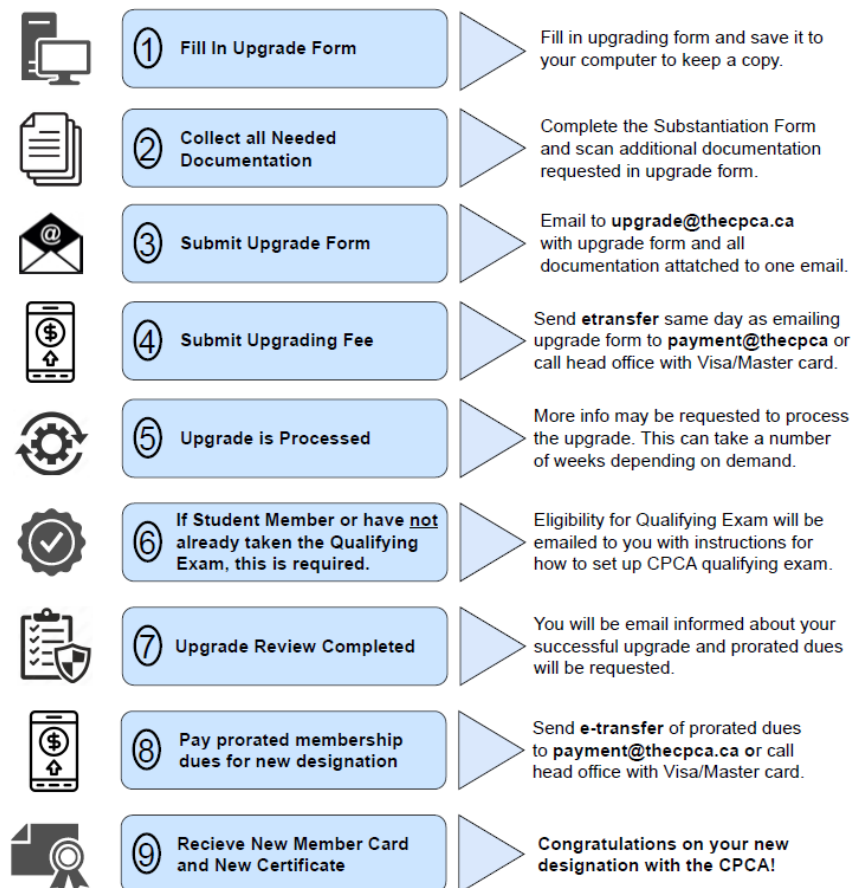 ① Fill In Upgrade Form
Fill in upgrading form and save it to
your computer to keep a copy.
② Collect all Needed
Documentation
Complete the Substantiation Form
and scan additional documentation
requested in upgrade form.
@
③ Submit Upgrade Form
Email to upgrade@thecpca.ca
with upgrade form and all
documentation attatched to one email.
$
④ Submit Upgrading Fee
Send etransfer same day as emailing
upgrade form to payment@thecpca or
call head office with Visa/Master card.
⑤ Upgrade is Processed
More info may be requested to process
the upgrade. This can take a number
of weeks depending on demand.
⑥ If Student Member or have not
already taken the Qualifying
Exam, this is required.
Eligibility for Qualifying Exam will be
emailed to you with instructions for
how to set up CPCA qualifying exam.
⑦ Upgrade Review Completed
You will be email informed about your
successful upgrade and prorated dues
will be requested.
$
⑧ Pay prorated membership
dues for new designation
Send e-transfer of prorated dues
to payment@thecpca.ca or call
head office with Visa/Master card.
⑨ Recieve New Member Card
and New Certificate
Congratulations on your new
designation with the CPCA!